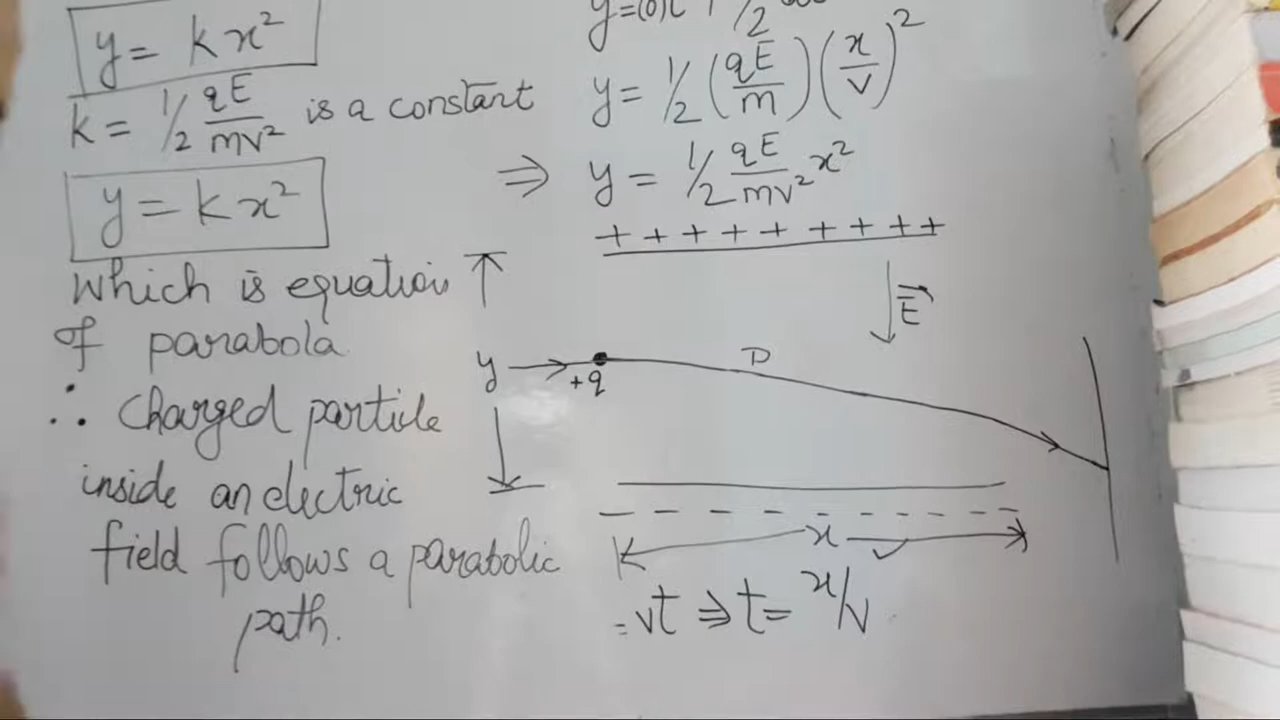 y = kx²
k = 1/2 qE/mv² is a constant
y = kx²
Which is equation
of parabola
∴ Charged particle
inside an electric
field follows a parabolic
path.
y = 1/2 (qE/m) (x/v)²
⇒ y = 1/2 qE/mv² x²
+ + + + + + + + +
E
y
+q
x
= vt ⇒ t = x/v